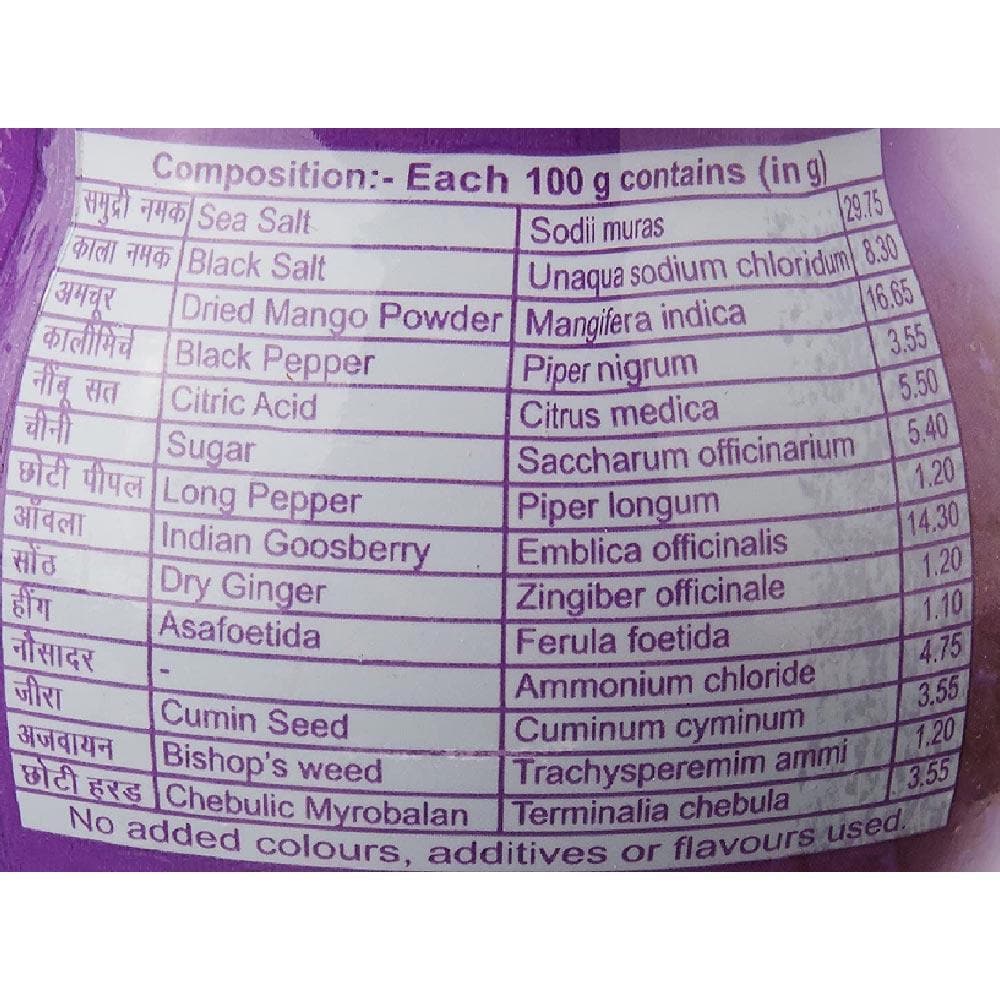 Composition:- Each 100 g contains (in g)
समुद्री नमक Sea Salt Sodii muras 29.75
काला नमक Black Salt Unaqua sodium chloridum 8.30
अमचूर Dried Mango Powder Mangifera indica 16.65
कालीमिर्च Black Pepper Piper nigrum 3.55
नींबू सत Citric Acid Citrus medica 5.50
चीनी Sugar Saccharum officinarium 5.40
छोटी पीपल Long Pepper Piper longum 1.20
आँवला Indian Goosberry Emblica officinalis 14.30
सोंठ Dry Ginger Zingiber officinale 1.20
हींग Asafoetida Ferula foetida 1.10
नौसादर - Ammonium chloride 4.75
जीरा Cumin Seed Cuminum cyminum 3.55
अजवायन Bishop's weed Trachysperemim ammi 1.20
छोटी हरड Chebulic Myrobalan Terminalia chebula 3.55
No added colours, additives or flavours used.